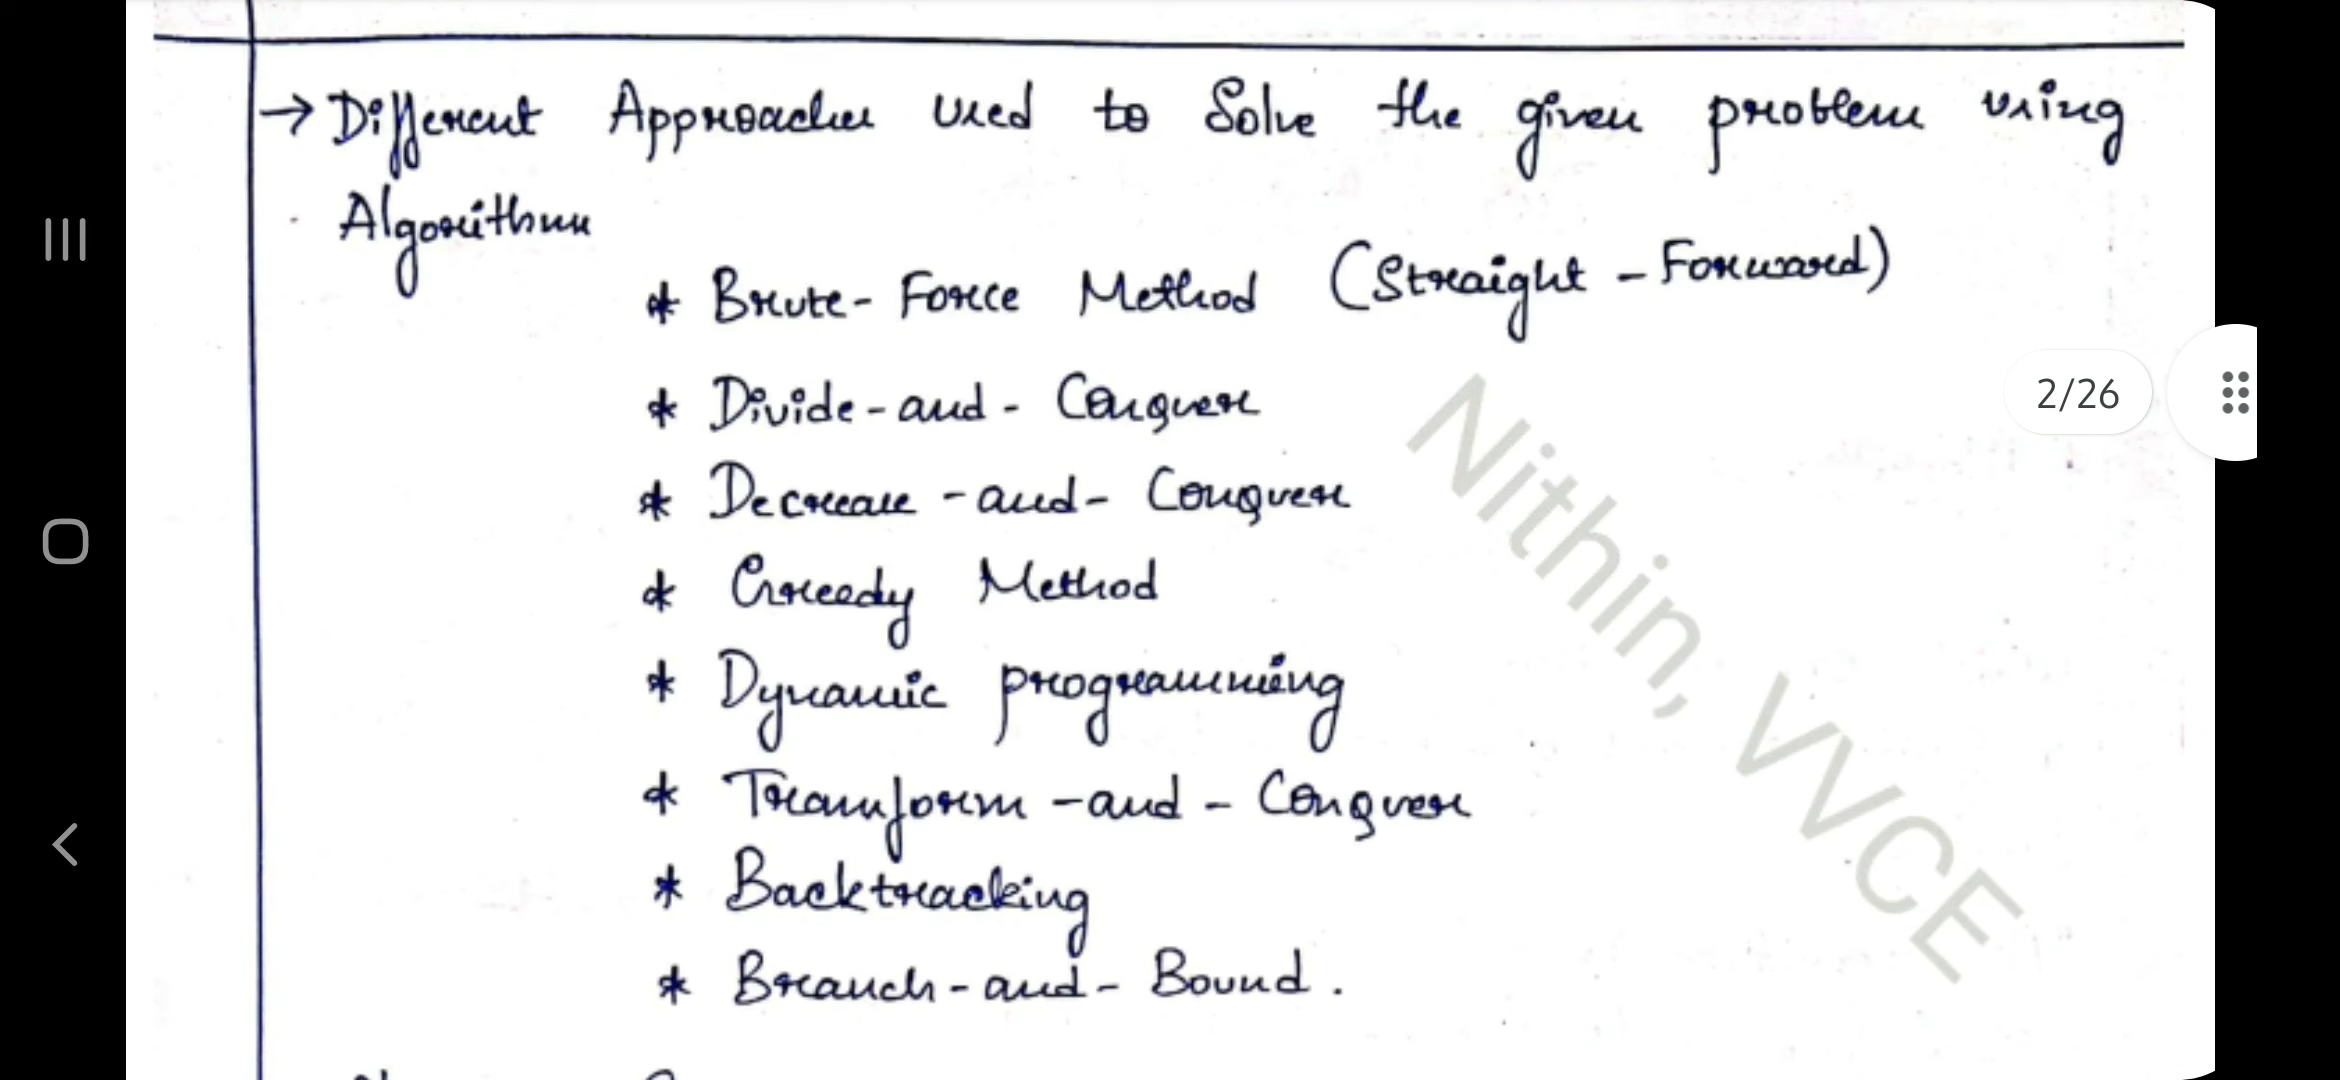 → Different Approaches used to Solve the given problem using
Algorithms
* Brute-Force Method (Straight-Forward)
* Divide-and-Conquer
* Decrease-and-Conquer
* Greedy Method
* Dynamic programming
* Transform-and-Conquer
* Backtracking
* Branch-and-Bound.
2/26
Nithin, VVCE